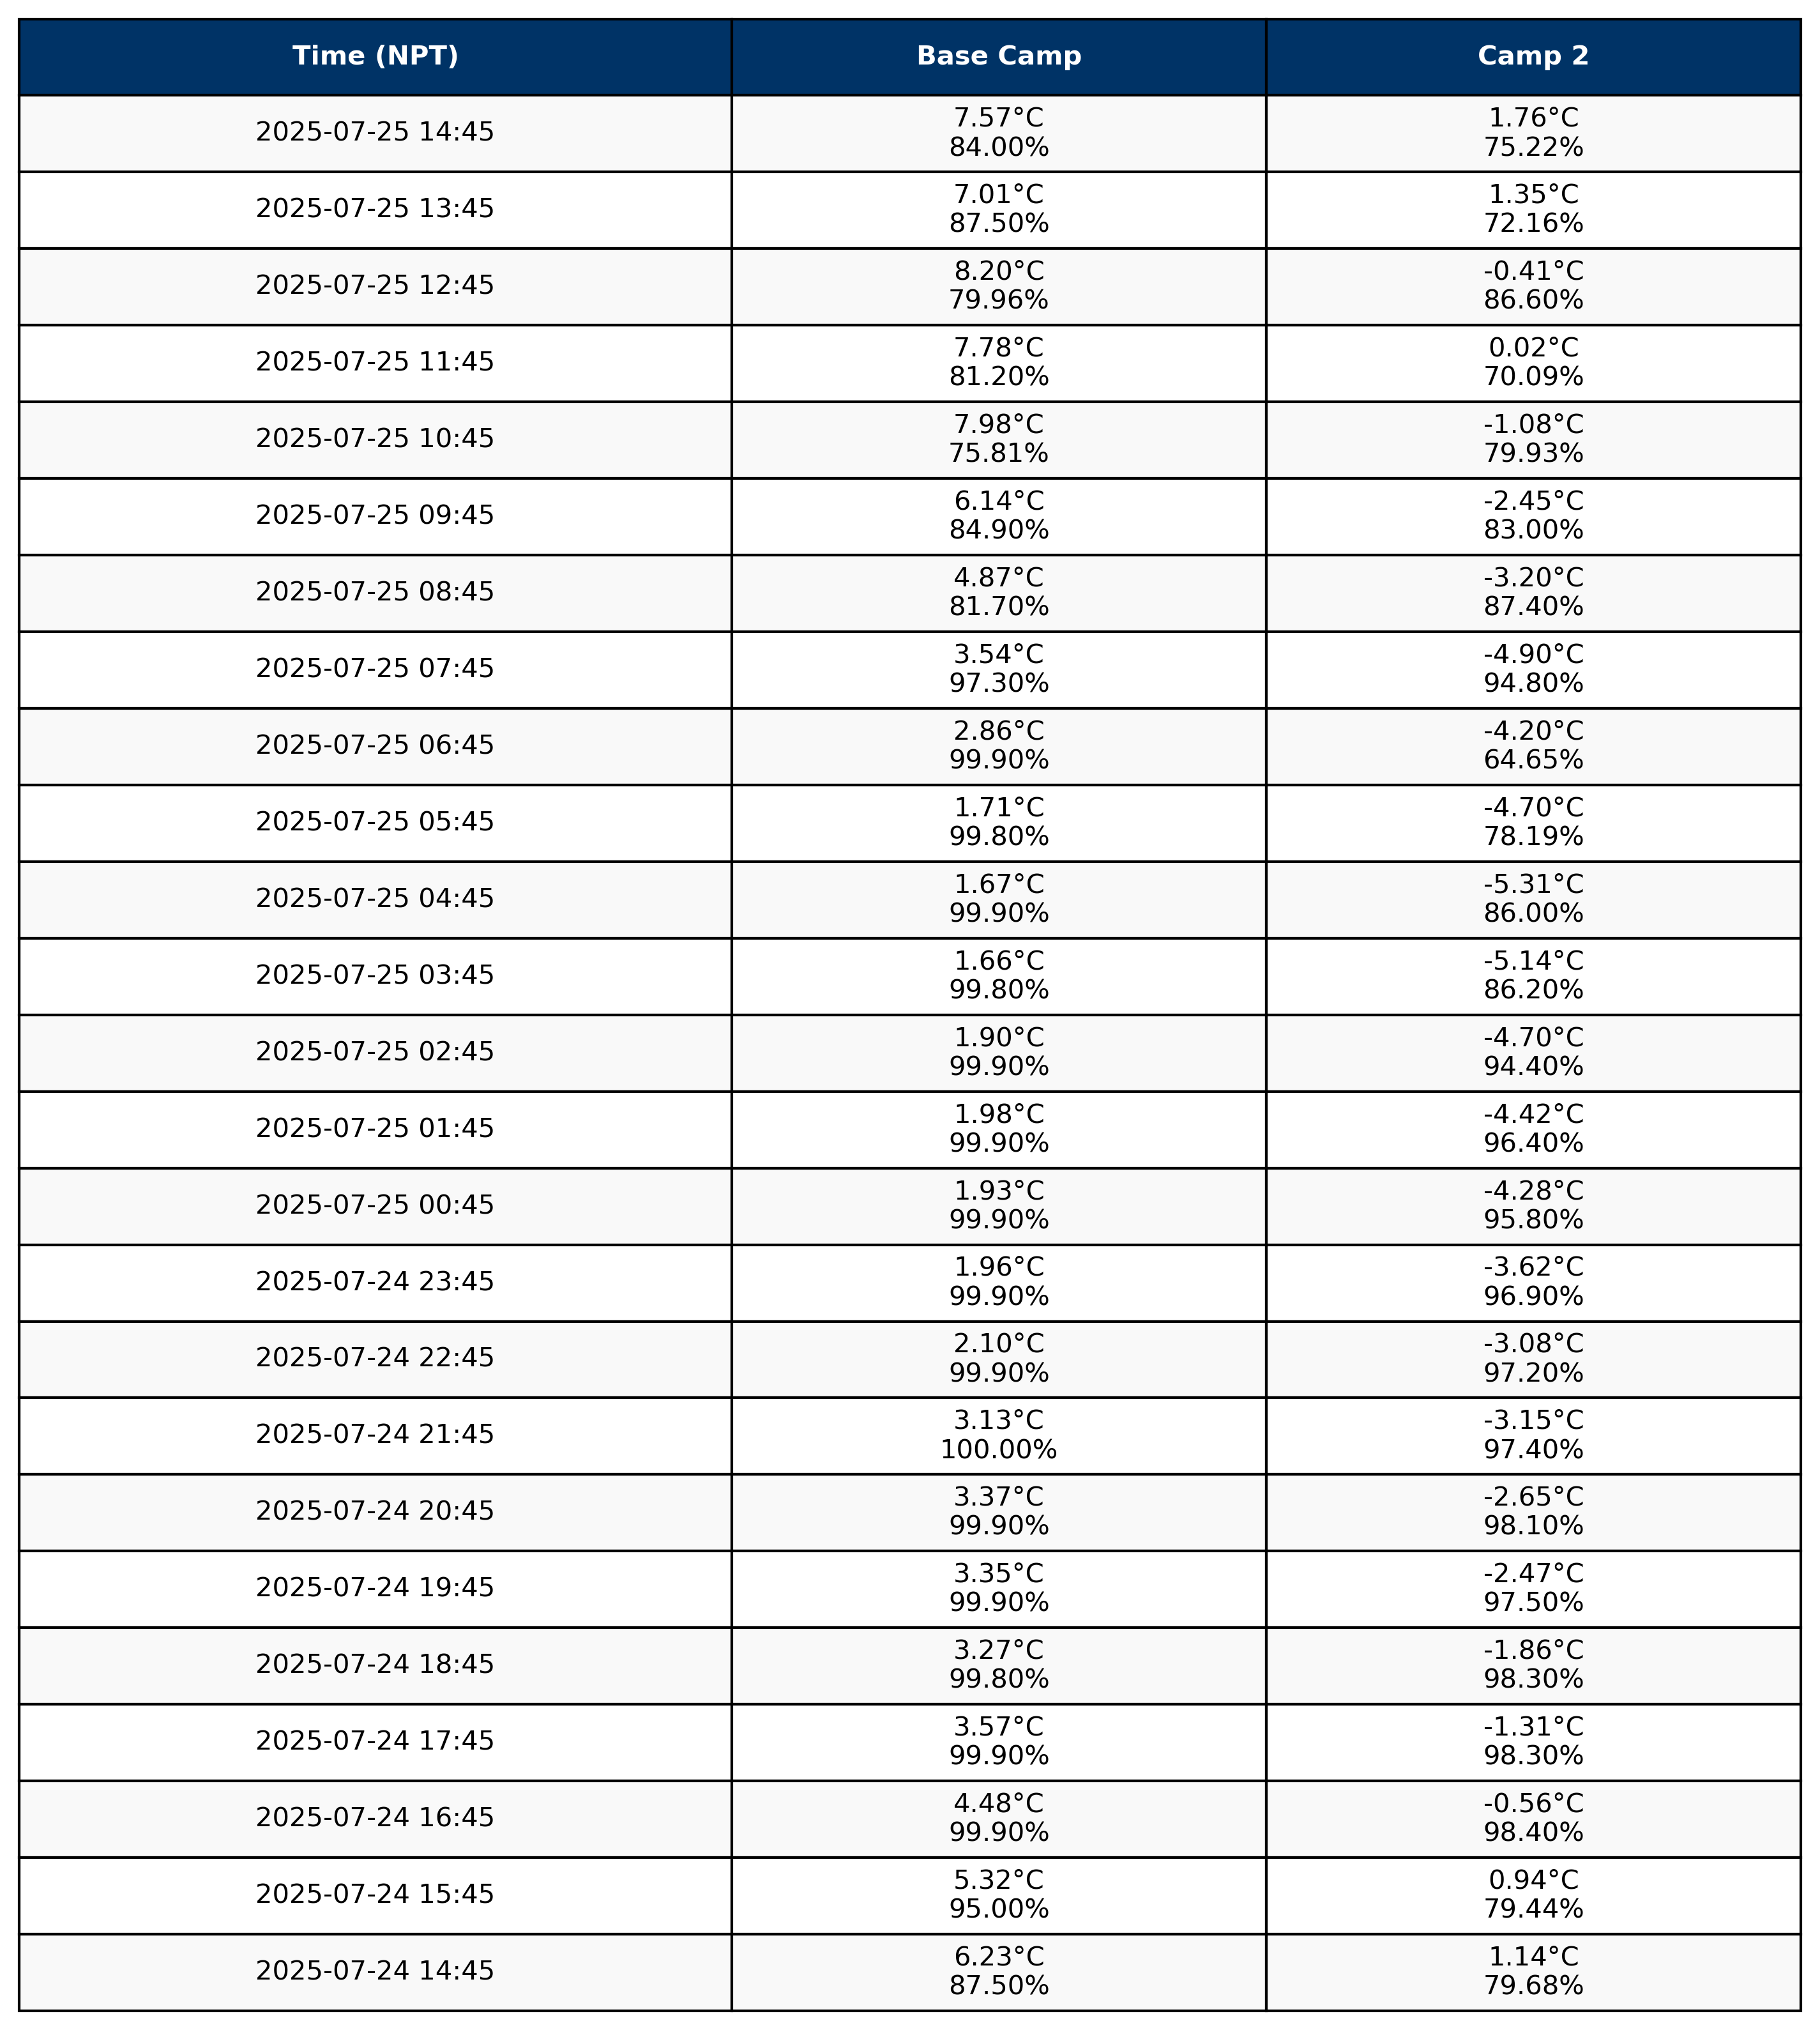 Time (NPT) Base Camp Camp 2
7.57°C 1.76°C
2025-07-25 14:45
84.00% 75.22%
7.01°C 1.35°C
2025-07-25 13:45
87.50% 72.16%
8.20°C -0.41°C
2025-07-25 12:45
79.96% 86.60%
7.78°C 0.02°C
2025-07-25 11:45
81.20% 70.09%
7.98°C -1.08°C
2025-07-25 10:45
75.81% 79.93%
6.14°C -2.45°C
2025-07-25 09:45
84.90% 83.00%
4.87°C -3.20°C
2025-07-25 08:45
81.70% 87.40%
3.54°C -4.90°C
2025-07-25 07:45
97.30% 94.80%
2.86°C -4.20°C
2025-07-25 06:45
99.90% 64.65%
1.71°C -4.70°C
2025-07-25 05:45
99.80% 78.19%
1.67°C -5.31°C
2025-07-25 04:45
99.90% 86.00%
1.66°C -5.14°C
2025-07-25 03:45
99.80% 86.20%
1.90°C -4.70°C
2025-07-25 02:45
99.90% 94.40%
1.98°C -4.42°C
2025-07-25 01:45
99.90% 96.40%
1.93°C -4.28°C
2025-07-25 00:45
99.90% 95.80%
1.96°C -3.62°C
2025-07-24 23:45
99.90% 96.90%
2.10°C -3.08°C
2025-07-24 22:45
99.90% 97.20%
3.13°C -3.15°C
2025-07-24 21:45
100.00% 97.40%
3.37°C -2.65°C
2025-07-24 20:45
99.90% 98.10%
3.35°C -2.47°C
2025-07-24 19:45
99.90% 97.50%
3.27°C -1.86°C
2025-07-24 18:45
99.80% 98.30%
3.57°C -1.31°C
2025-07-24 17:45
99.90% 98.30%
4.48°C -0.56°C
2025-07-24 16:45
99.90% 98.40%
5.32°C 0.94°C
2025-07-24 15:45
95.00% 79.44%
6.23°C 1.14°C
2025-07-24 14:45
87.50% 79.68%